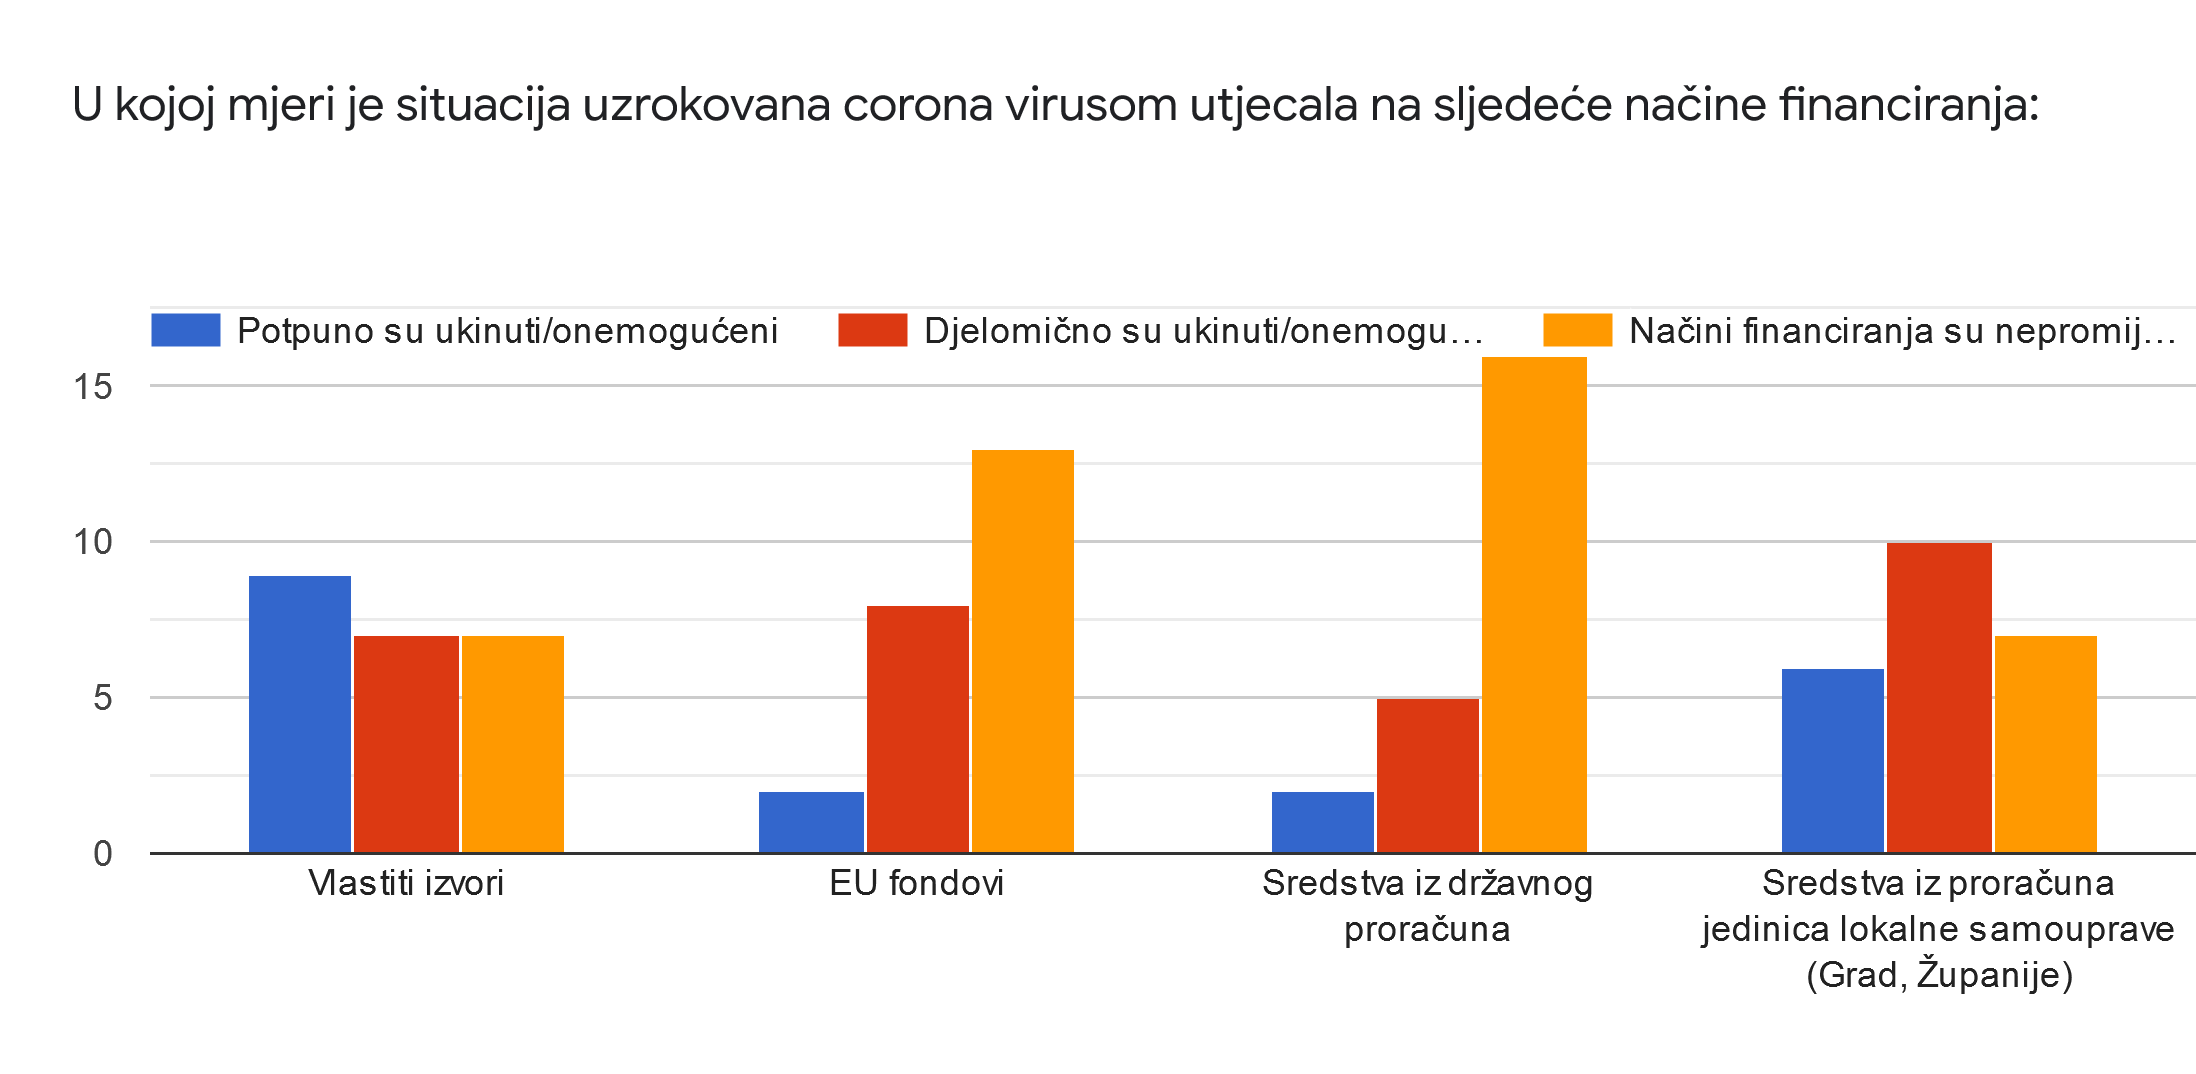 U kojoj mjeri je situacija uzrokovana corona virusom utjecala na sljedeće načine financiranja:
Potpuno su ukinuti/onemogućeni
Djelomično su ukinuti/onemogu…
Načini financiranja su nepromij…
15
10
5
0
Vlastiti izvori
EU fondovi
Sredstva iz državnog
proračuna
Sredstva iz proračuna
jedinica lokalne samouprave
(Grad, Županije)